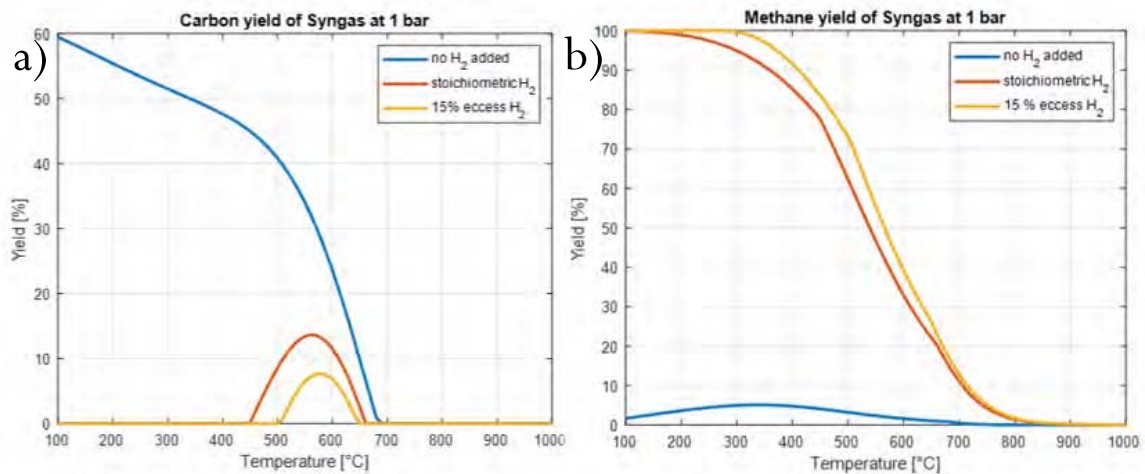 a)
Carbon yield of Syngas at 1 bar
no H2 added
stoichiometric H2
15% eccess H2
Yield [%]
60
50
40
30
20
10
0
100 200 300 400 500 600 700 800 900 1000
Temperature [°C]
b)
Methane yield of Syngas at 1 bar
no H2 added
stoichiometric H2
15 % eccess H2
Yield [%]
100
90
80
70
60
50
40
30
20
10
0
100 200 300 400 500 600 700 800 900 1000
Temperature [°C]